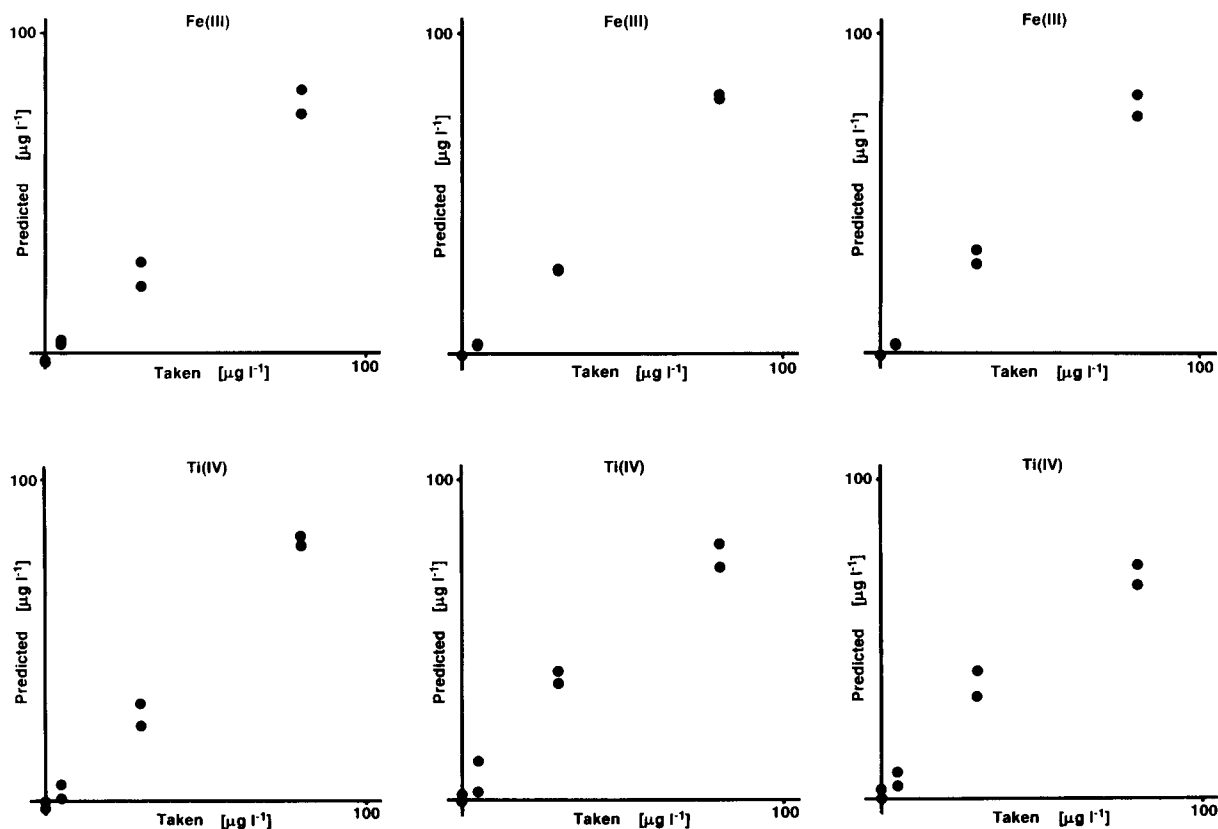 Fe(III)
100
Predicted [μg l⁻¹]
100
Taken [μg l⁻¹]
Fe(III)
100
Predicted [μg l⁻¹]
100
Taken [μg l⁻¹]
Fe(III)
100
Predicted [μg l⁻¹]
100
Taken [μg l⁻¹]
Ti(IV)
100
Predicted [μg l⁻¹]
100
Taken [μg l⁻¹]
Ti(IV)
100
Predicted [μg l⁻¹]
100
Taken [μg l⁻¹]
Ti(IV)
100
Predicted [μg l⁻¹]
100
Taken [μg l⁻¹]